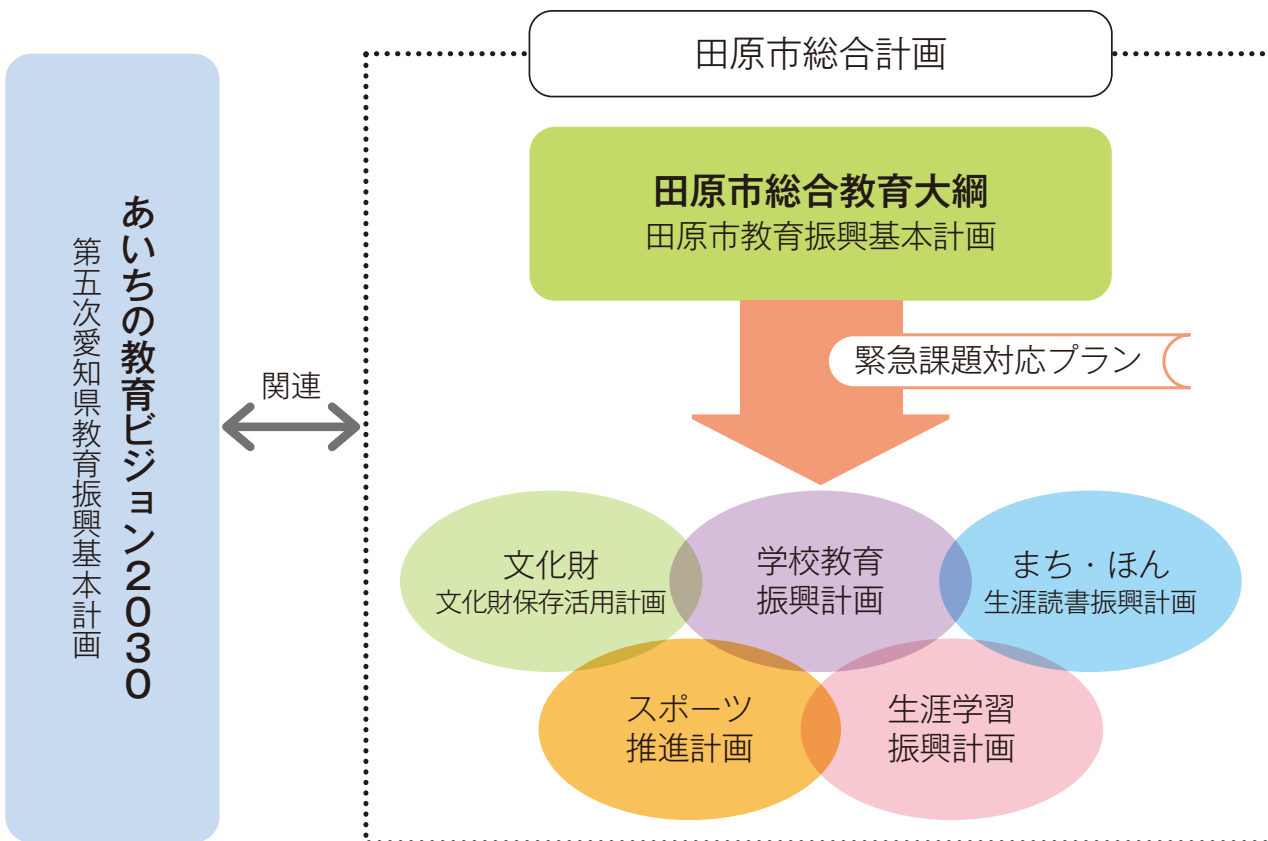 あいちの教育ビジョン２０３０
第五次愛知県教育振興基本計画
関連
田原市総合計画
田原市総合教育大綱
田原市教育振興基本計画
緊急課題対応プラン
文化財
文化財保存活用計画
学校教育
振興計画
まち・ほん
生涯読書振興計画
スポーツ
推進計画
生涯学習
振興計画